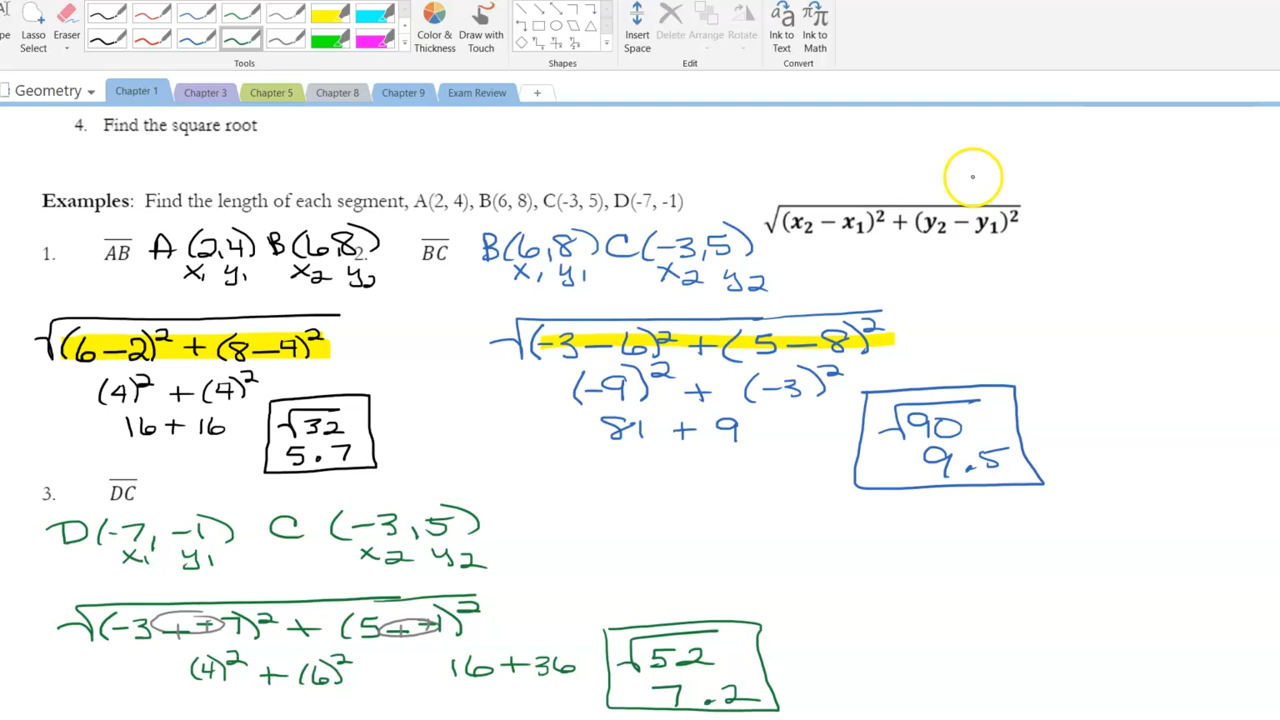 Lasso
Select
Eraser
Color &
Thickness
Draw with
Touch
Insert
Space
Delete
Arrange
Rotate
Ink to
Text
Ink to
Math
Tools
Shapes
Edit
Convert
Geometry
Chapter 1
Chapter 3
Chapter 5
Chapter 8
Chapter 9
Exam Review
+
4. Find the square root
Examples: Find the length of each segment, A(2, 4), B(6, 8), C(-3, 5), D(-7, -1)
√(x₂ − x₁)² + (y₂ − y₁)²
1. AB A (2,4) B(6,8)
x₁ y₁ x₂ y₂
√(6-2)² + (8-4)²
(4)² + (4)²
16 + 16
√32
5.7
2. BC B(6,8) C(-3,5)
x₁ y₁ x₂ y₂
√(-3-6)² + (5-8)²
(-9)² + (-3)²
81 + 9
√90
9.5
3. DC
D(-7, -1) C (-3,5)
x₁ y₁ x₂ y₂
√(-3++7)² + (5++1)²
(4)² + (6)² 16+36
√52
7.2